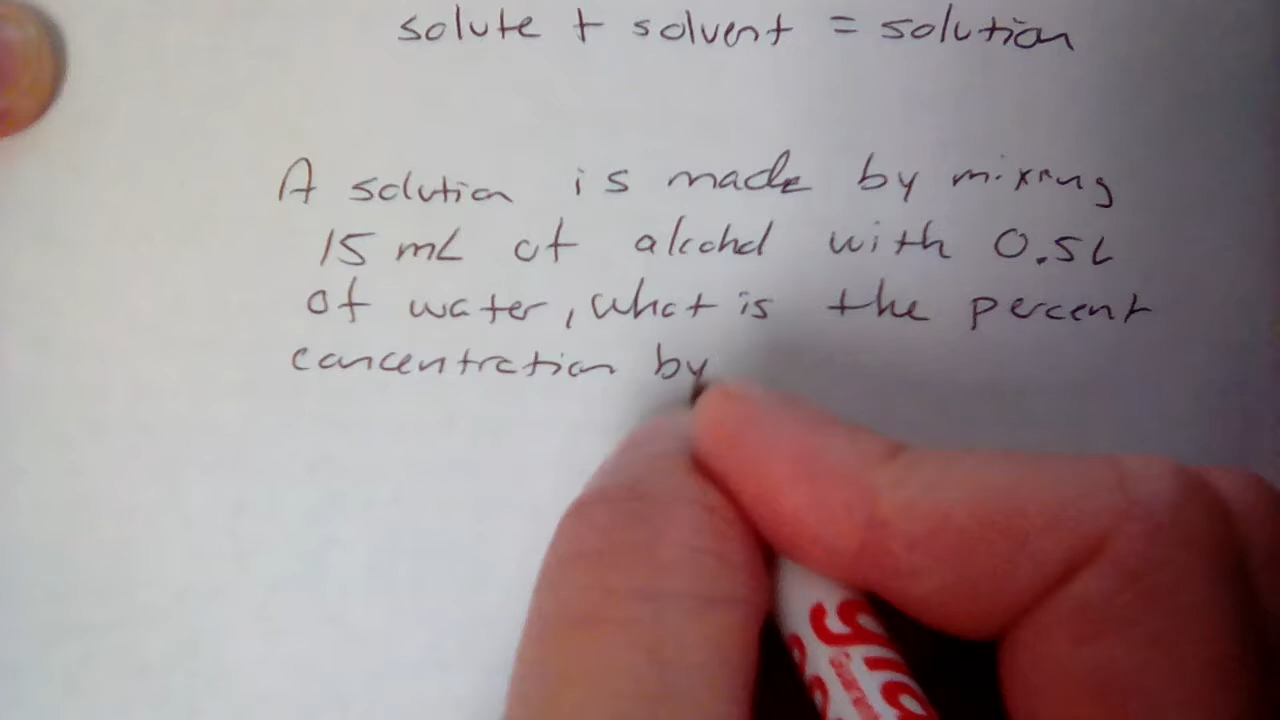 solute + solvent = solution
A solution is made by mixing
15 mL of alcohol with 0.5L
of water, what is the percent
concentration by